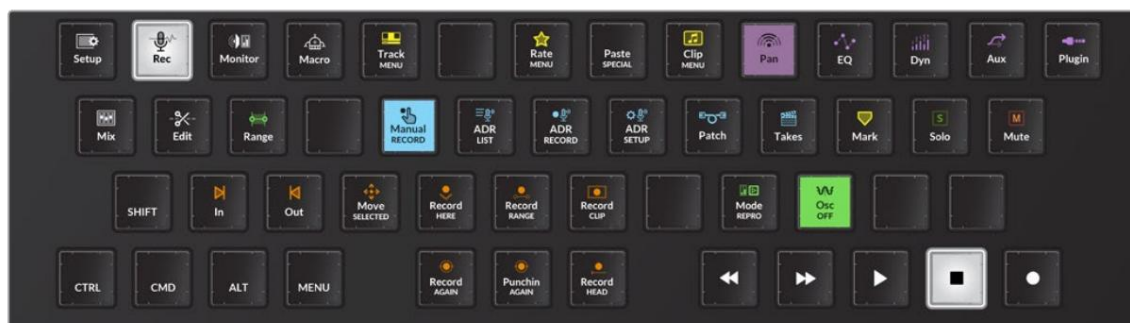 Setup
Rec
Monitor
Macro
Track
MENU
Rate
MENU
Paste
SPECIAL
Clip
MENU
Pan
EQ
Dyn
Aux
Plugin
Mix
Edit
Range
Manual
RECORD
ADR
LIST
ADR
RECORD
ADR
SETUP
Patch
Takes
Mark
S
Solo
M
Mute
SHIFT
In
Out
Move
SELECTED
Record
HERE
Record
RANGE
Record
CLIP
Mode
REPRO
Osc
OFF
CTRL
CMD
ALT
MENU
Record
AGAIN
Punchin
AGAIN
Record
HEAD